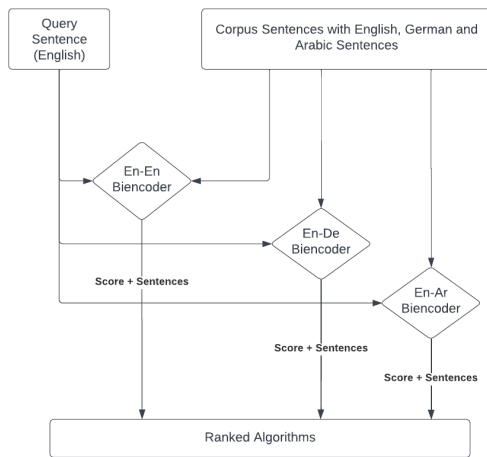 Query
Sentence
(English)
Corpus Sentences with English, German and
Arabic Sentences
En-En
Biencoder
En-De
Biencoder
En-Ar
Biencoder
Score + Sentences
Score + Sentences
Score + Sentences
Ranked Algorithms